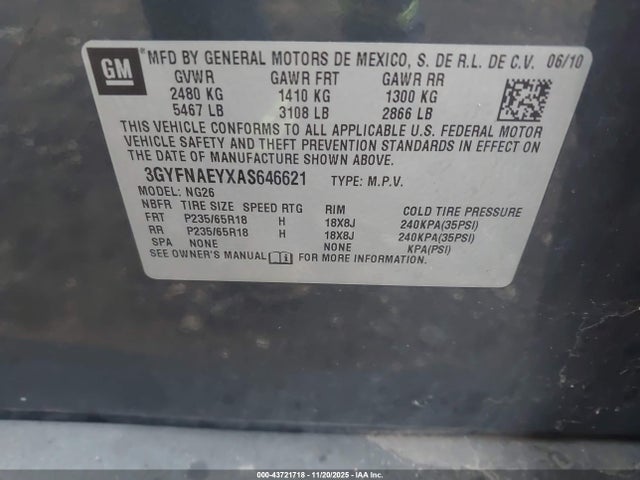 GM
MFD BY GENERAL MOTORS DE MEXICO, S. DE R.L. DE C.V. 06/10
GVWR GAWR FRT GAWR RR
2480 KG 1410 KG 1300 KG
5467 LB 3108 LB 2866 LB
THIS VEHICLE CONFORMS TO ALL APPLICABLE U.S. FEDERAL MOTOR
VEHICLE SAFETY AND THEFT PREVENTION STANDARDS IN EFFECT ON
THE DATE OF MANUFACTURE SHOWN ABOVE.
3GYFNAEYXAS646621 TYPE: M.P.V.
MODEL: NG26
NBFR TIRE SIZE SPEED RTG RIM COLD TIRE PRESSURE
FRT P235/65R18 H 18X8J 240KPA(35PSI)
RR P235/65R18 H 18X8J 240KPA(35PSI)
SPA NONE NONE KPA(PSI)
SEE OWNER'S MANUAL FOR MORE INFORMATION.
000-43721718 - 11/20/2025 - IAAC Inc.